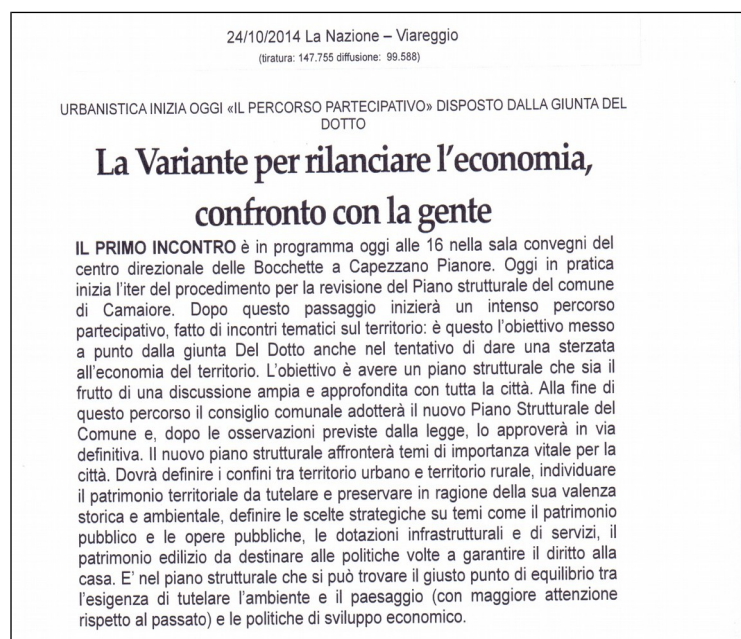 24/10/2014 La Nazione – Viareggio
(tiratura: 147.755 diffusione: 99.588)
URBANISTICA INIZIA OGGI «IL PERCORSO PARTECIPATIVO» DISPOSTO DALLA GIUNTA DEL
DOTTO
La Variante per rilanciare l'economia,
confronto con la gente
IL PRIMO INCONTRO è in programma oggi alle 16 nella sala convegni del
centro direzionale delle Bocchette a Capezzano Pianore. Oggi in pratica
inizia l'iter del procedimento per la revisione del Piano strutturale del comune
di Camaiore. Dopo questo passaggio inizierà un intenso percorso
partecipativo, fatto di incontri tematici sul territorio: è questo l'obiettivo messo
a punto dalla giunta Del Dotto anche nel tentativo di dare una sterzata
all'economia del territorio. L'obiettivo è avere un piano strutturale che sia il
frutto di una discussione ampia e approfondita con tutta la città. Alla fine di
questo percorso il consiglio comunale adotterà il nuovo Piano Strutturale del
Comune e, dopo le osservazioni previste dalla legge, lo approverà in via
definitiva. Il nuovo piano strutturale affronterà temi di importanza vitale per la
città. Dovrà definire i confini tra territorio urbano e territorio rurale, individuare
il patrimonio territoriale da tutelare e preservare in ragione della sua valenza
storica e ambientale, definire le scelte strategiche su temi come il patrimonio
pubblico e le opere pubbliche, le dotazioni infrastrutturali e di servizi, il
patrimonio edilizio da destinare alle politiche volte a garantire il diritto alla
casa. E' nel piano strutturale che si può trovare il giusto punto di equilibrio tra
l'esigenza di tutelare l'ambiente e il paesaggio (con maggiore attenzione
rispetto al passato) e le politiche di sviluppo economico.